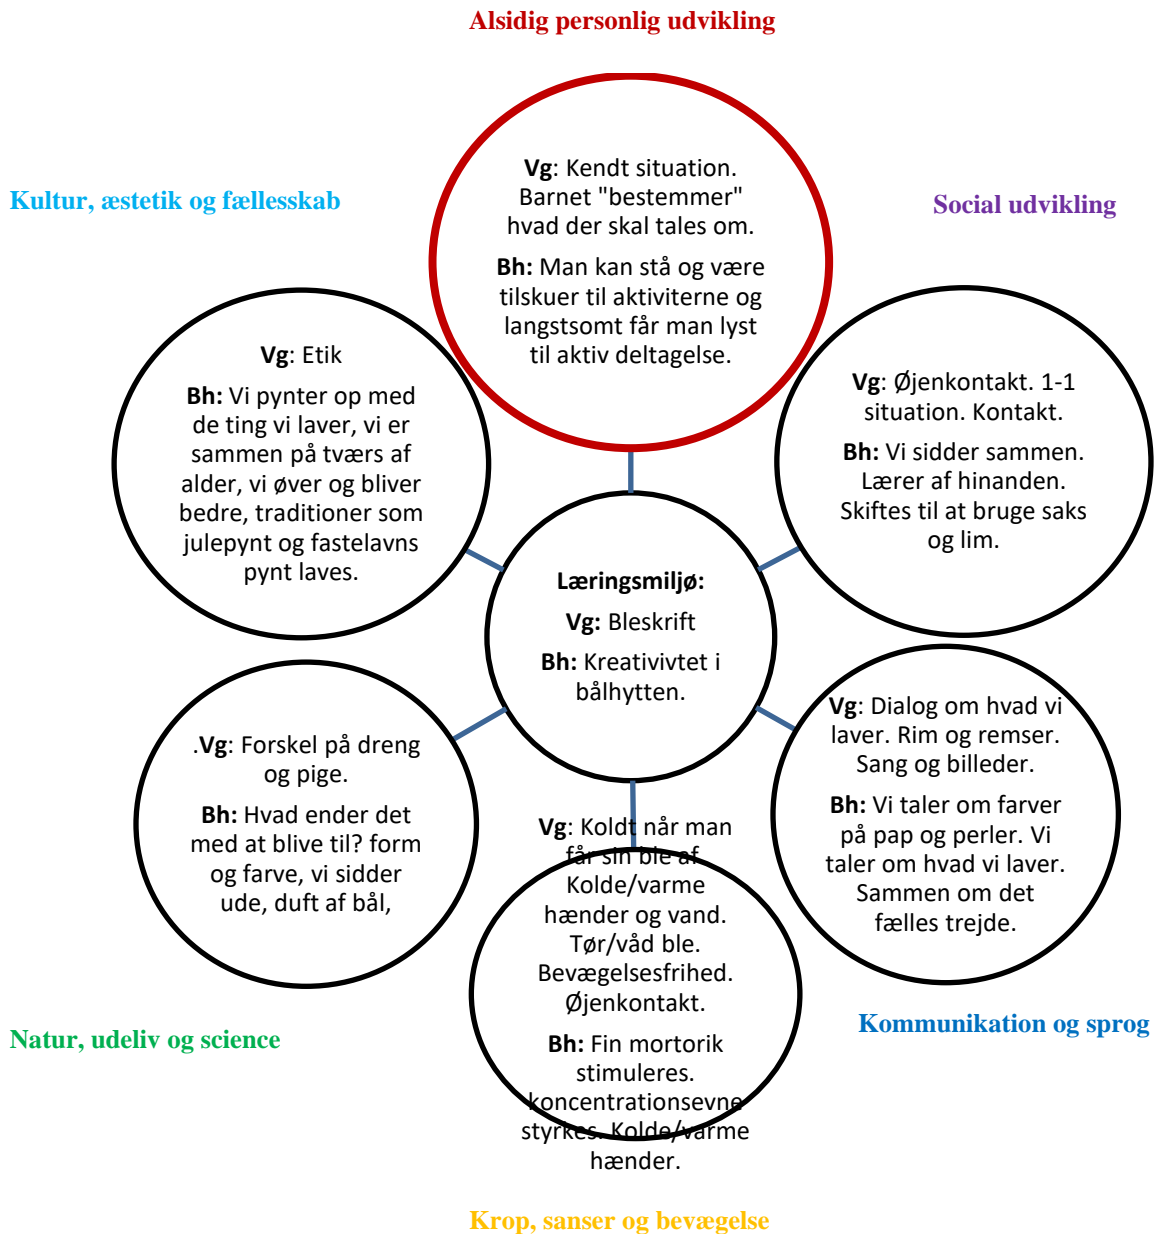 Alsidig personlig udvikling
Vg: Kendt situation.
Barnet "bestemmer"
hvad der skal tales om.
Bh: Man kan stå og være
tilskuer til aktiviterne og
langstsomt får man lyst
til aktiv deltagelse.
Kultur, æstetik og fællesskab
Social udvikling
Vg: Etik
Bh: Vi pynter op med
de ting vi laver, vi er
sammen på tværs af
alder, vi øver og bliver
bedre, traditioner som
julepynt og fastelavns
pynt laves.
Vg: Øjenkontakt. 1-1
situation. Kontakt.
Bh: Vi sidder sammen.
Lærer af hinanden.
Skiftes til at bruge saks
og lim.
Læringsmiljø:
Vg: Bleskrift
Bh: Kreativivtet i
bålhytten.
.Vg: Forskel på dreng
og pige.
Bh: Hvad ender det
med at blive til? form
og farve, vi sidder
ude, duft af bål,
Vg: Dialog om hvad vi
laver. Rim og remser.
Sang og billeder.
Bh: Vi taler om farver
på pap og perler. Vi
taler om hvad vi laver.
Sammen om det
fælles trejde.
Vg: Koldt når man
får sin ble af
Kolde/varme
hænder og vand.
Tør/våd ble.
Bevægelsesfrihed.
Øjenkontakt.
Bh: Fin mortorik
stimuleres.
koncentrationsevne
styrkes. Kolde/varme
hænder.
Natur, udeliv og science
Kommunikation og sprog
Krop, sanser og bevægelse